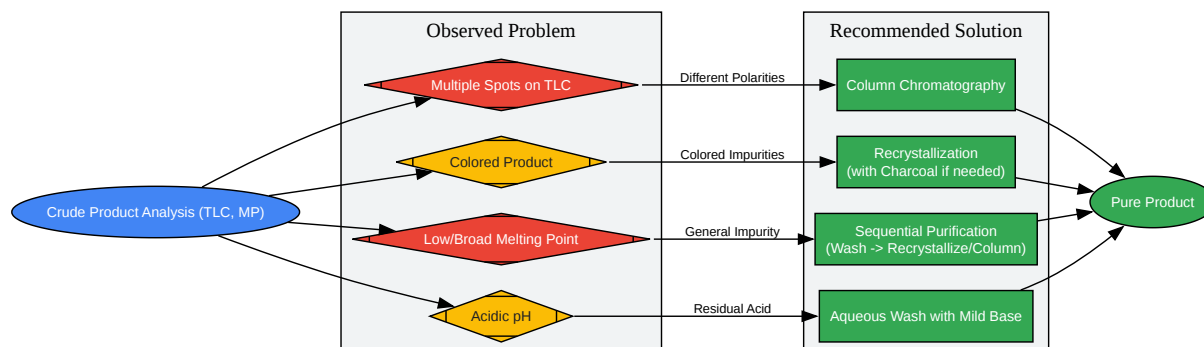 Observed Problem
Recommended Solution
Multiple Spots on TLC
Different Polarities
Column Chromatography
Colored Product
Colored Impurities
Recrystallization
(with Charcoal if needed)
Crude Product Analysis (TLC, MP)
Pure Product
Low/Broad Melting Point
General Impurity
Sequential Purification
(Wash -> Recrystallize/Column)
Acidic pH
Residual Acid
Aqueous Wash with Mild Base